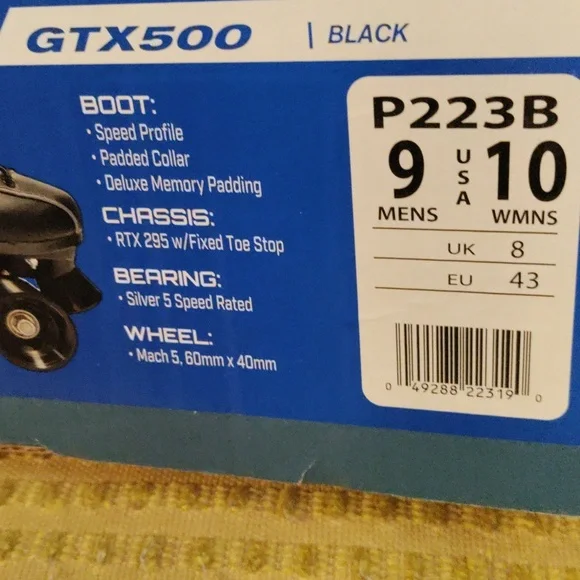 GTX500 | BLACK
BOOT:
• Speed Profile
• Padded Collar
• Deluxe Memory Padding
CHASSIS:
• RTX 295 w/Fixed Toe Stop
BEARING:
• Silver 5 Speed Rated
WHEEL:
• Mach 5, 60mm x 40mm
P223B
9 USA 10
MENS WMNS
UK 8
EU 43
0 49288 22319 0